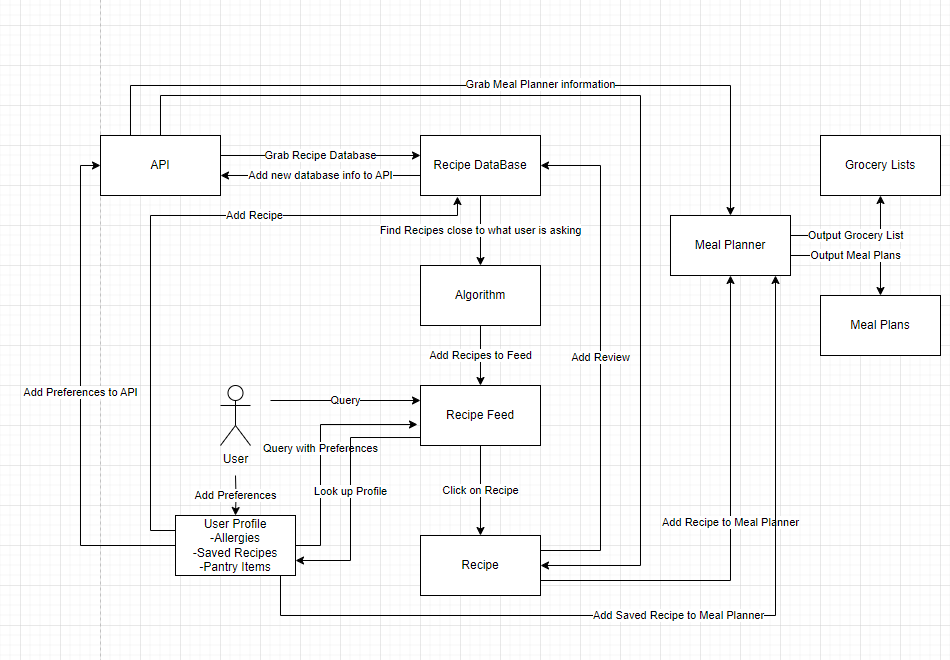 Grab Meal Planner information
API
Grab Recipe Database
Recipe DataBase
Grocery Lists
Add new database info to API
Add Recipe
Find Recipes close to what user is asking
Meal Planner
Output Grocery List
Output Meal Plans
Algorithm
Meal Plans
Add Recipes to Feed
Add Review
Add Preferences to API
Query
Recipe Feed
Query with Preferences
User
Look up Profile
Click on Recipe
Add Preferences
User Profile
-Allergies
-Saved Recipes
-Pantry Items
Add Recipe to Meal Planner
Recipe
Add Saved Recipe to Meal Planner